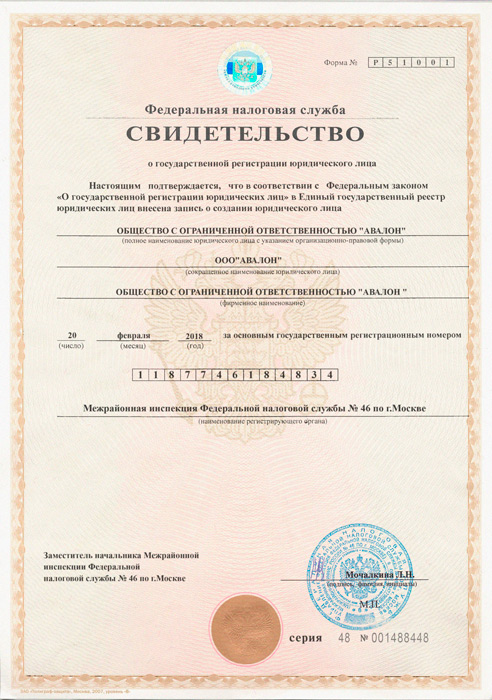 Форма № Р 5 1 0 0 1
Федеральная налоговая служба
СВИДЕТЕЛЬСТВО
о государственной регистрации юридического лица
Настоящим подтверждается, что в соответствии с Федеральным законом
«О государственной регистрации юридических лиц» в Единый государственный реестр
юридических лиц внесена запись о создании юридического лица
ОБЩЕСТВО С ОГРАНИЧЕННОЙ ОТВЕТСТВЕННОСТЬЮ "АВАЛОН"
(полное наименование юридического лица с указанием организационно-правовой формы)
ООО"АВАЛОН"
(сокращенное наименование юридического лица)
ОБЩЕСТВО С ОГРАНИЧЕННОЙ ОТВЕТСТВЕННОСТЬЮ "АВАЛОН "
(фирменное наименование)
20 февраля 2018 за основным государственным регистрационным номером
(число) (месяц) (год)
1 1 8 7 7 4 6 1 8 4 8 3 4
Межрайонная инспекция Федеральной налоговой службы № 46 по г.Москве
(наименование регистрирующего органа)
Заместитель начальника Межрайонной
инспекции Федеральной
налоговой службы № 46 по г.Москве
Мочалкина Л.Н.
(подпись, фамилия, инициалы)
М.П.
серия 48 № 001488448